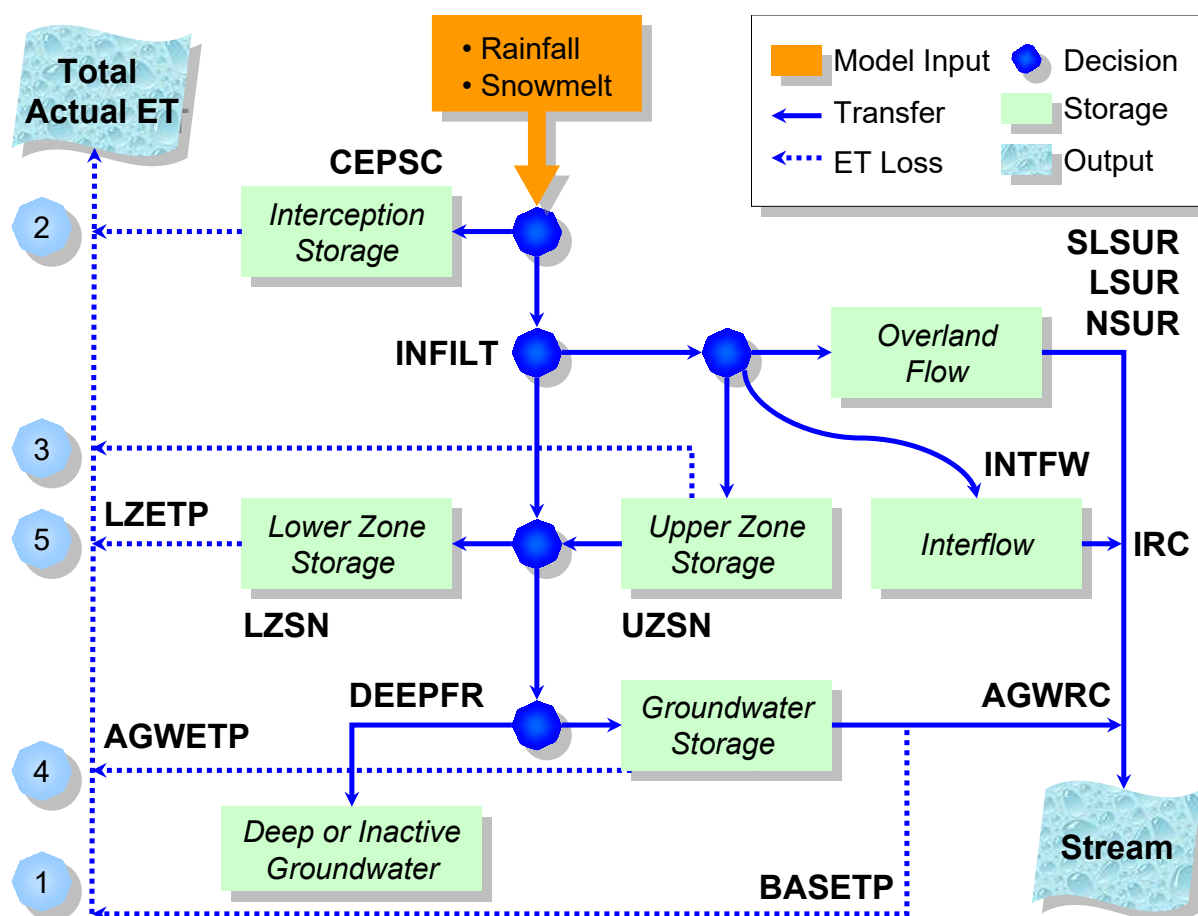 Total
Actual ET
• Rainfall
• Snowmelt
Model Input
Decision
Transfer
Storage
ET Loss
Output
CEPSC
2
Interception
Storage
SLSUR
LSUR
NSUR
INFILT
Overland
Flow
3
INTFW
LZETP
5
Lower Zone
Storage
Upper Zone
Storage
Interflow
IRC
LZSN
UZSN
DEEPFR
Groundwater
Storage
AGWRC
AGWETP
4
Deep or Inactive
Groundwater
Stream
1
BASETP